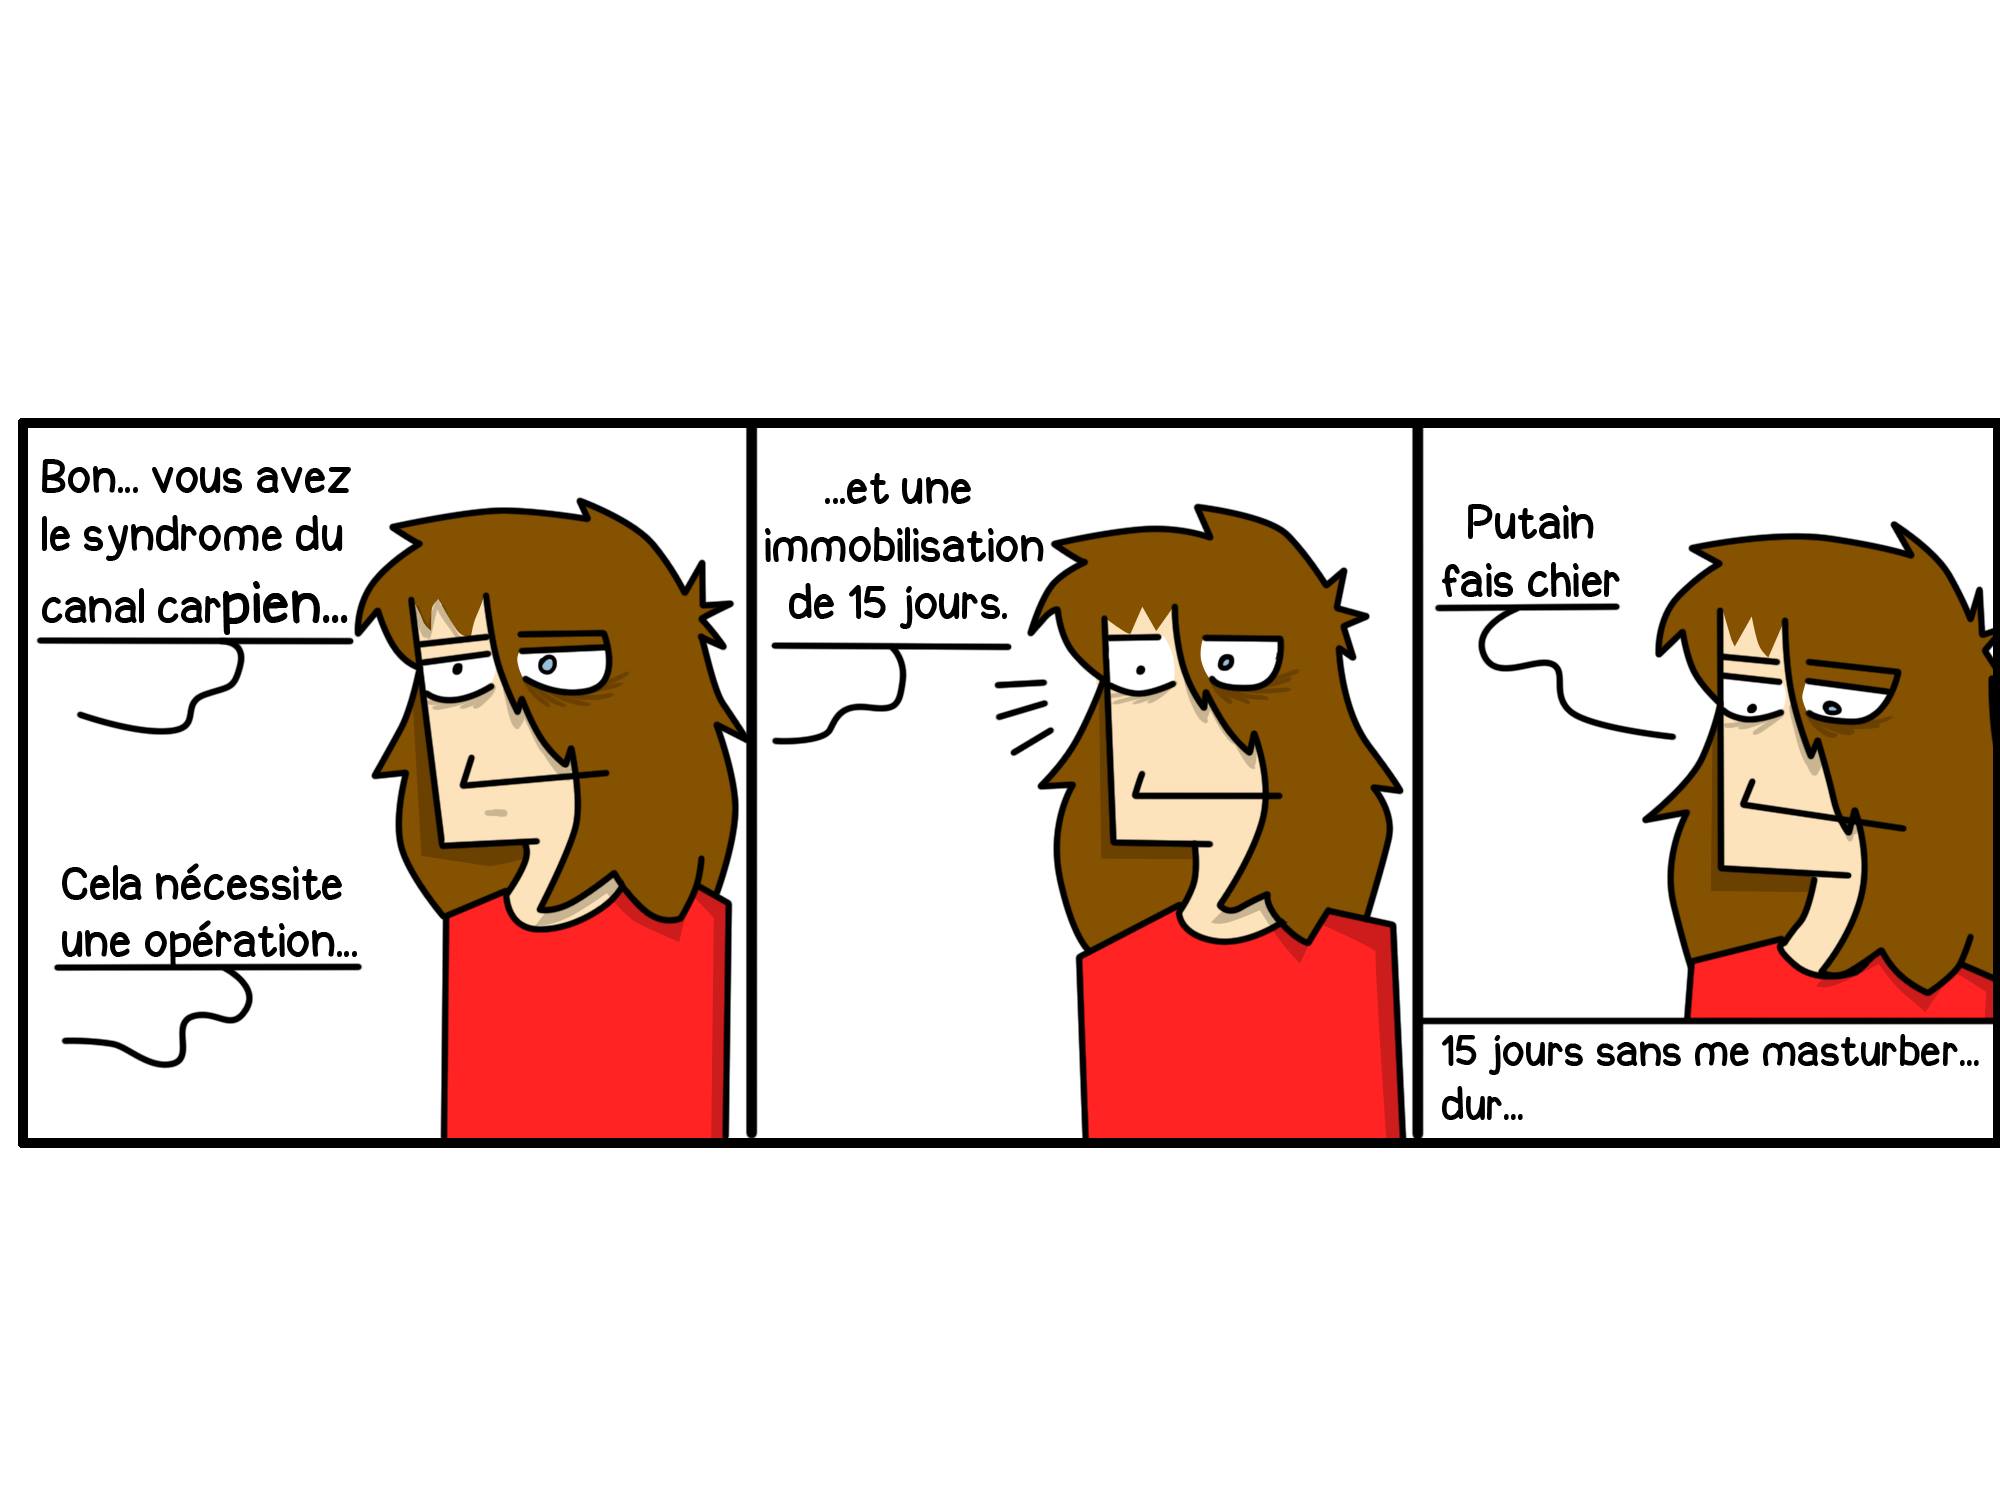 Bon... vous avez
le syndrome du
canal carpien...
Cela nécessite
une opération...
...et une
immobilisation
de 15 jours.
Putain
fais chier
15 jours sans me masturber...
dur...